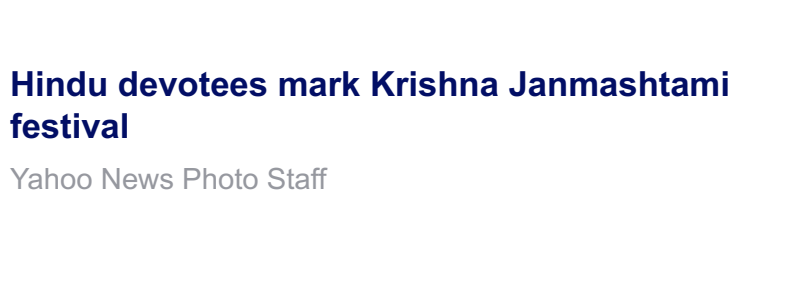 Hindu devotees mark Krishna Janmashtami
festival
Yahoo News Photo Staff